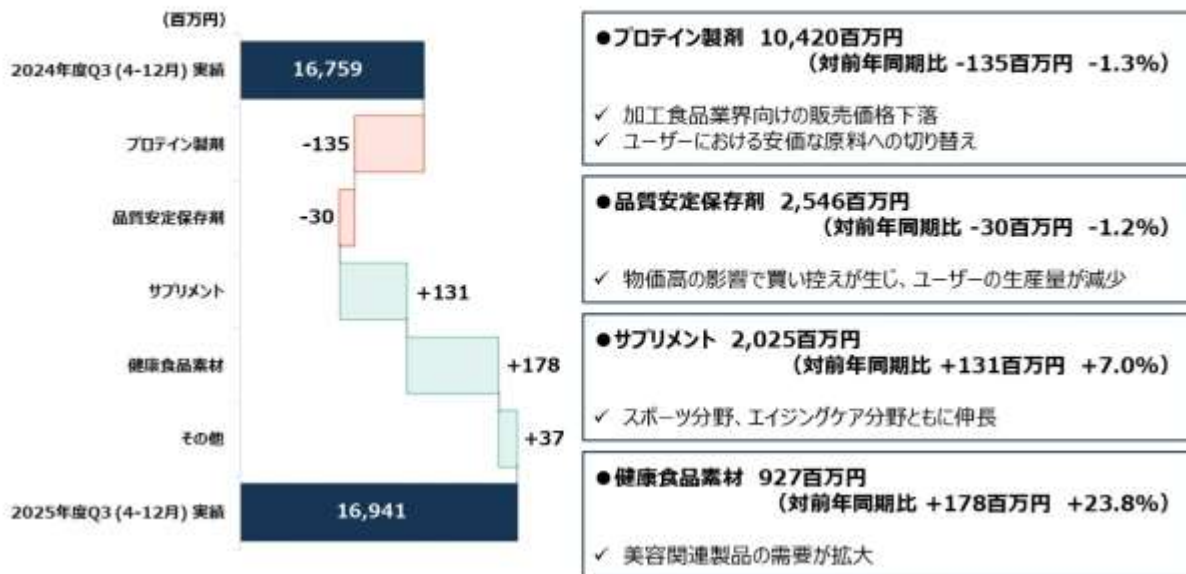 (百万円)
2024年度Q3 (4-12月) 実績
16,759
プロテイン製剤
-135
品質安定保存剤
-30
サプリメント
+131
健康食品素材
+178
その他
+37
2025年度Q3 (4-12月) 実績
16,941
●プロテイン製剤 10,420百万円
(対前年同期比 -135百万円 -1.3%)
✓ 加工食品業界向けの販売価格下落
✓ ユーザーにおける安価な原料への切り替え
●品質安定保存剤 2,546百万円
(対前年同期比 -30百万円 -1.2%)
✓ 物価高の影響で買い控えが生じ、ユーザーの生産量が減少
●サプリメント 2,025百万円
(対前年同期比 +131百万円 +7.0%)
✓ スポーツ分野、エイジングケア分野ともに伸長
●健康食品素材 927百万円
(対前年同期比 +178百万円 +23.8%)
✓ 美容関連製品の需要が拡大